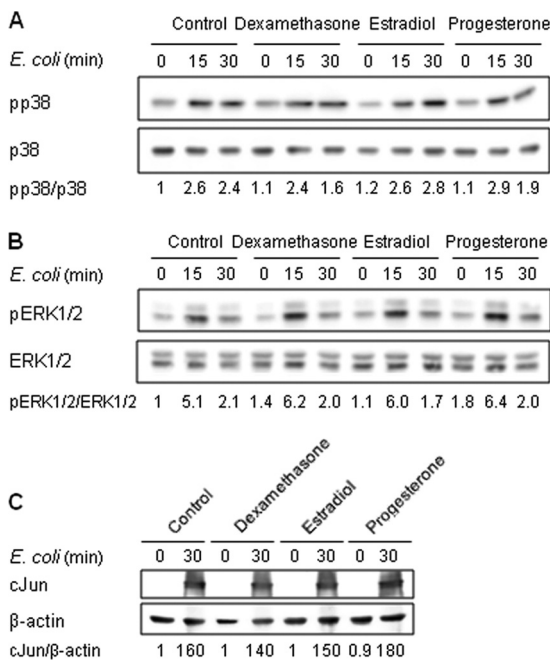 A
Control Dexamethasone Estradiol Progesterone
E. coli (min) 0 15 30 0 15 30 0 15 30 0 15 30
pp38
p38
pp38/p38 1 2.6 2.4 1.1 2.4 1.6 1.2 2.6 2.8 1.1 2.9 1.9
B
Control Dexamethasone Estradiol Progesterone
E. coli (min) 0 15 30 0 15 30 0 15 30 0 15 30
pERK1/2
ERK1/2
pERK1/2/ERK1/2 1 5.1 2.1 1.4 6.2 2.0 1.1 6.0 1.7 1.8 6.4 2.0
C
Control Dexamethasone Estradiol Progesterone
E. coli (min) 0 30 0 30 0 30 0 30
cJun
β-actin
cJun/β-actin 1 160 1 140 1 150 0.9 180